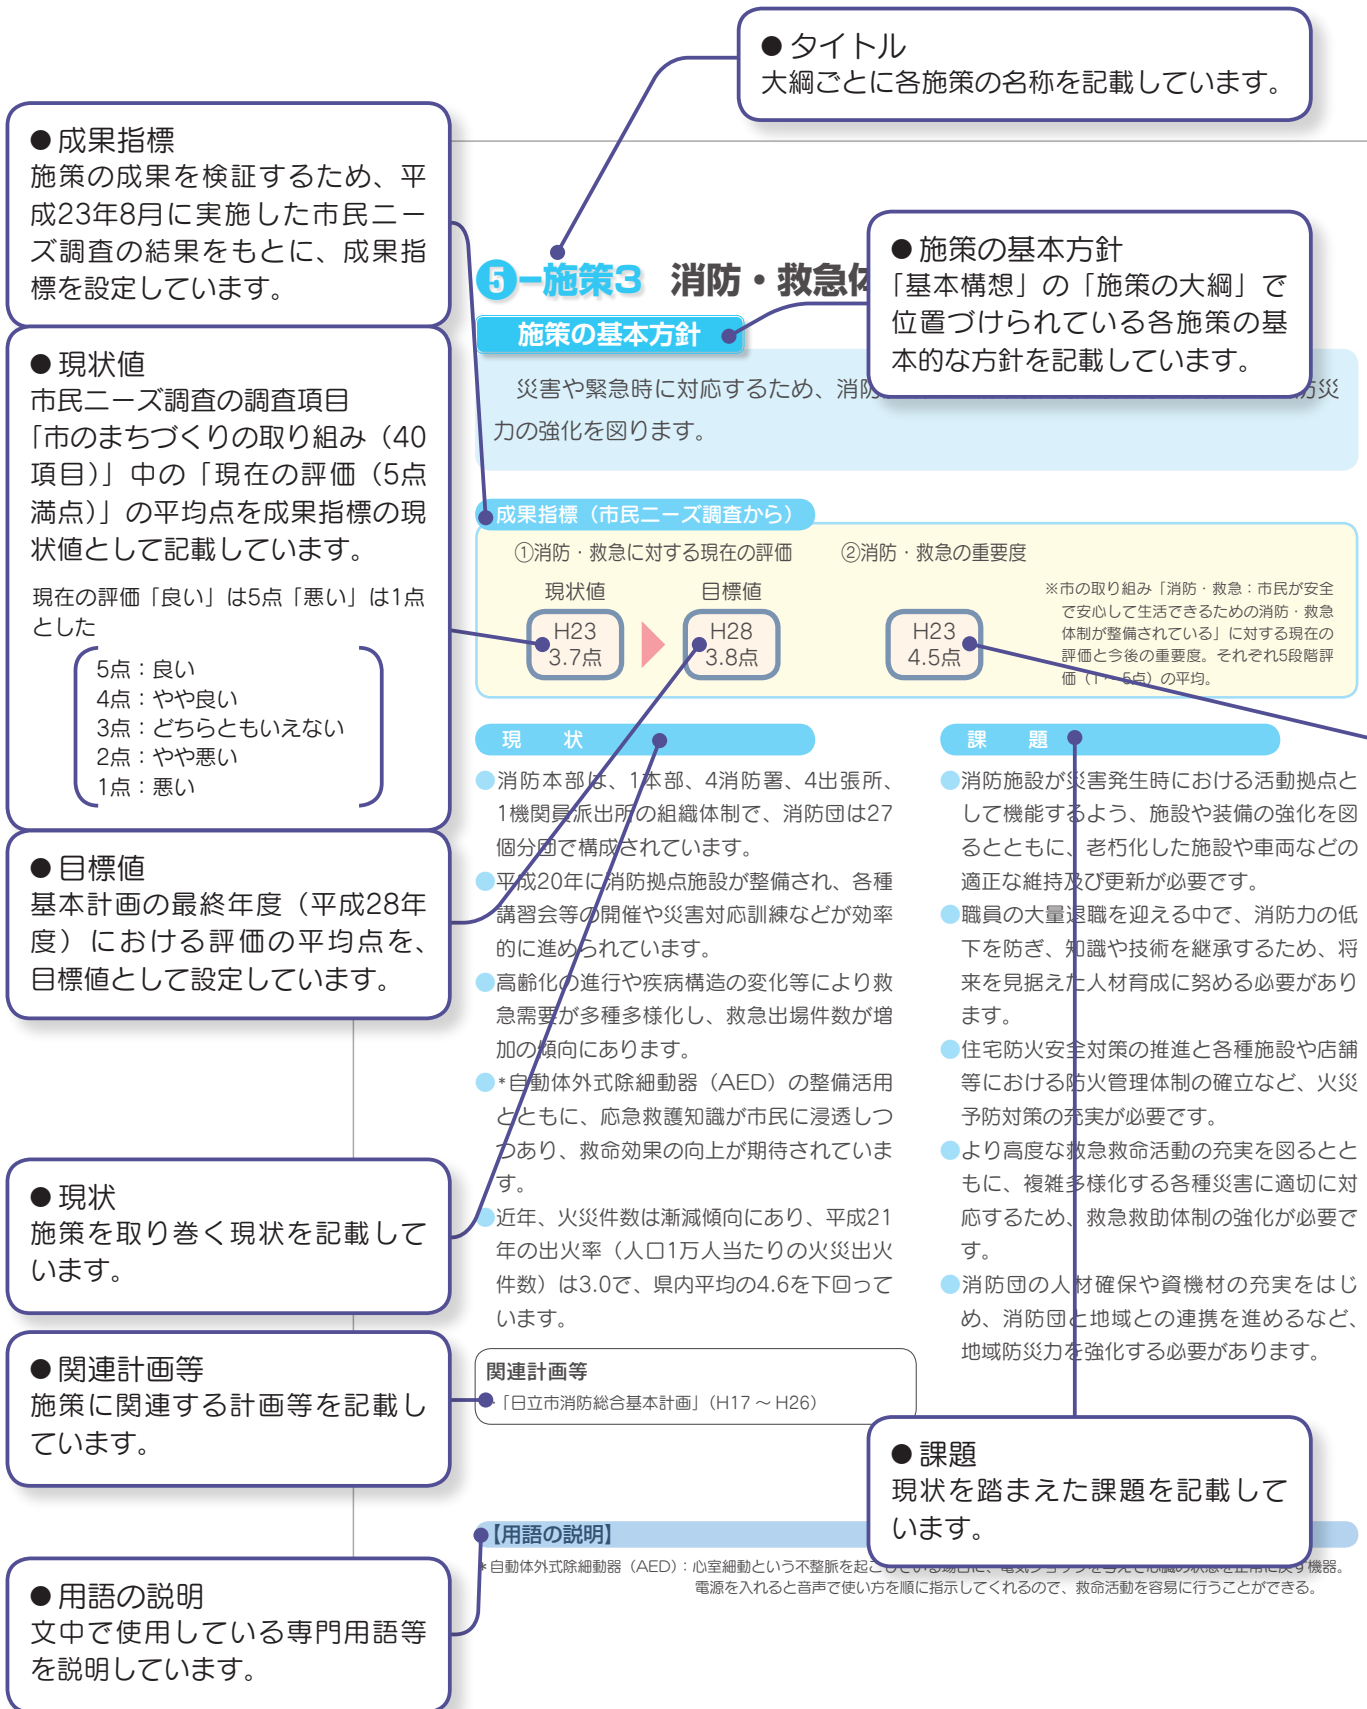 ●タイトル
大綱ごとに各施策の名称を記載しています。
●成果指標
施策の成果を検証するため、平
成23年8月に実施した市民ニー
ズ調査の結果をもとに、成果指
標を設定しています。
●現状値
市民ニーズ調査の調査項目
「市のまちづくりの取り組み（40
項目）」中の「現在の評価（5点
満点）」の平均点を成果指標の現
状値として記載しています。
現在の評価「良い」は5点「悪い」は1点
とした
5点：良い
4点：やや良い
3点：どちらともいえない
2点：やや悪い
1点：悪い
●目標値
基本計画の最終年度（平成28年
度）における評価の平均点を、
目標値として設定しています。
●現状
施策を取り巻く現状を記載して
います。
●関連計画等
施策に関連する計画等を記載し
ています。
●用語の説明
文中で使用している専門用語等
を説明しています。
●施策の基本方針
「基本構想」の「施策の大綱」で
位置づけられている各施策の基
本的な方針を記載しています。
❺-施策3 消防・救急体
施策の基本方針
災害や緊急時に対応するため、消防 防災
力の強化を図ります。
成果指標（市民ニーズ調査から）
①消防・救急に対する現在の評価 ②消防・救急の重要度
現状値 目標値
H23 H28 H23
3.7点 3.8点 4.5点
※市の取り組み「消防・救急：市民が安全
で安心して生活できるための消防・救急
体制が整備されている」に対する現在の
評価と今後の重要度。それぞれ5段階評
価（1～5点）の平均。
現 状
●消防本部は、1本部、4消防署、4出張所、
1機関員派出所の組織体制で、消防団は27
個分団で構成されています。
●平成20年に消防拠点施設が整備され、各種
講習会等の開催や災害対応訓練などが効率
的に進められています。
●高齢化の進行や疾病構造の変化等により救
急需要が多種多様化し、救急出場件数が増
加の傾向にあります。
●*自動体外式除細動器（AED）の整備活用
とともに、応急救護知識が市民に浸透しつ
つあり、救命効果の向上が期待されていま
す。
●近年、火災件数は漸減傾向にあり、平成21
年の出火率（人口1万人当たりの火災出火
件数）は3.0で、県内平均の4.6を下回って
います。
課 題
●消防施設が災害発生時における活動拠点と
して機能するよう、施設や装備の強化を図
るとともに、老朽化した施設や車両などの
適正な維持及び更新が必要です。
●職員の大量退職を迎える中で、消防力の低
下を防ぎ、知識や技術を継承するため、将
来を見据えた人材育成に努める必要があり
ます。
●住宅防火安全対策の推進と各種施設や店舗
等における防火管理体制の確立など、火災
予防対策の充実が必要です。
●より高度な救急救命活動の充実を図るとと
もに、複雑多様化する各種災害に適切に対
応するため、救急救助体制の強化が必要で
す。
●消防団の人材確保や資機材の充実をはじ
め、消防団と地域との連携を進めるなど、
地域防災力を強化する必要があります。
関連計画等
・「日立市消防総合基本計画」（H17～H26）
●課題
現状を踏まえた課題を記載して
います。
【用語の説明】
*自動体外式除細動器（AED）：心室細動という不整脈を起こしている場合に、電気ショックを与えて心臓の状態を正常に戻す機器。
電源を入れると音声で使い方を順に指示してくれるので、救命活動を容易に行うことができる。